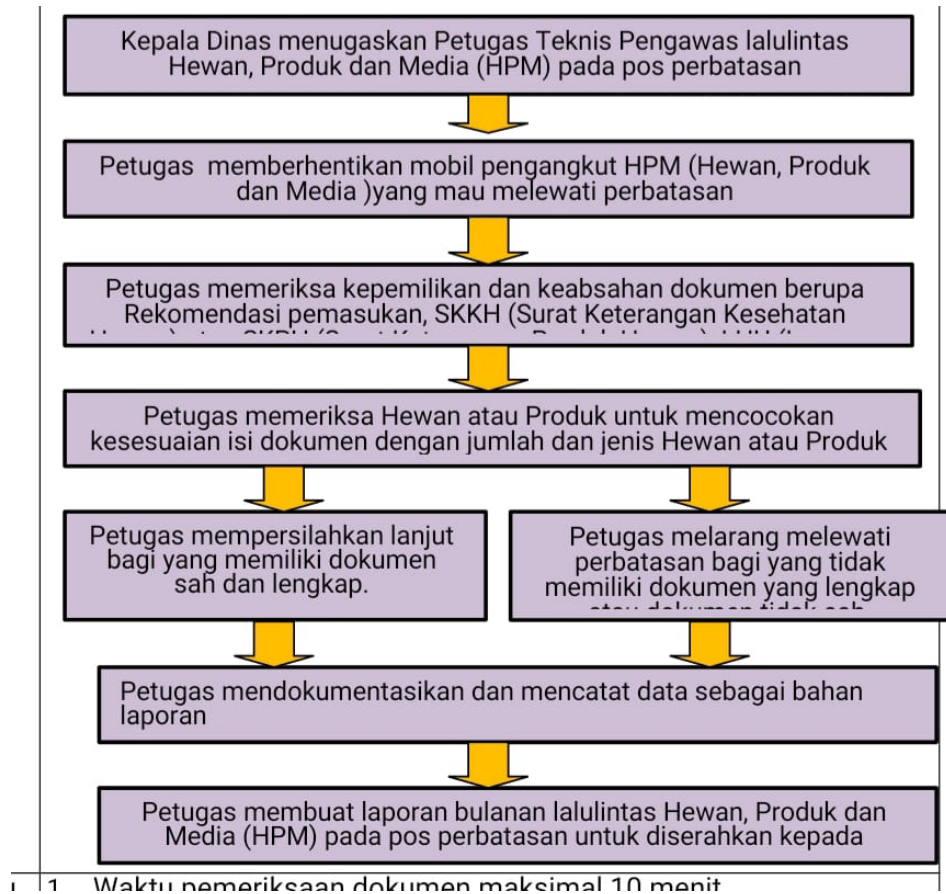 Kepala Dinas menugaskan Petugas Teknis Pengawas lalulintas
Hewan, Produk dan Media (HPM) pada pos perbatasan
Petugas memberhentikan mobil pengangkut HPM (Hewan, Produk
dan Media )yang mau melewati perbatasan
Petugas memeriksa kepemilikan dan keabsahan dokumen berupa
Rekomendasi pemasukan, SKKH (Surat Keterangan Kesehatan
Petugas memeriksa Hewan atau Produk untuk mencocokan
kesesuaian isi dokumen dengan jumlah dan jenis Hewan atau Produk
Petugas mempersilahkan lanjut
bagi yang memiliki dokumen
sah dan lengkap.
Petugas melarang melewati
perbatasan bagi yang tidak
memiliki dokumen yang lengkap
atau dokumen tidak sah
Petugas mendokumentasikan dan mencatat data sebagai bahan
laporan
Petugas membuat laporan bulanan lalulintas Hewan, Produk dan
Media (HPM) pada pos perbatasan untuk diserahkan kepada
1. Waktu pemeriksaan dokumen maksimal 10 menit